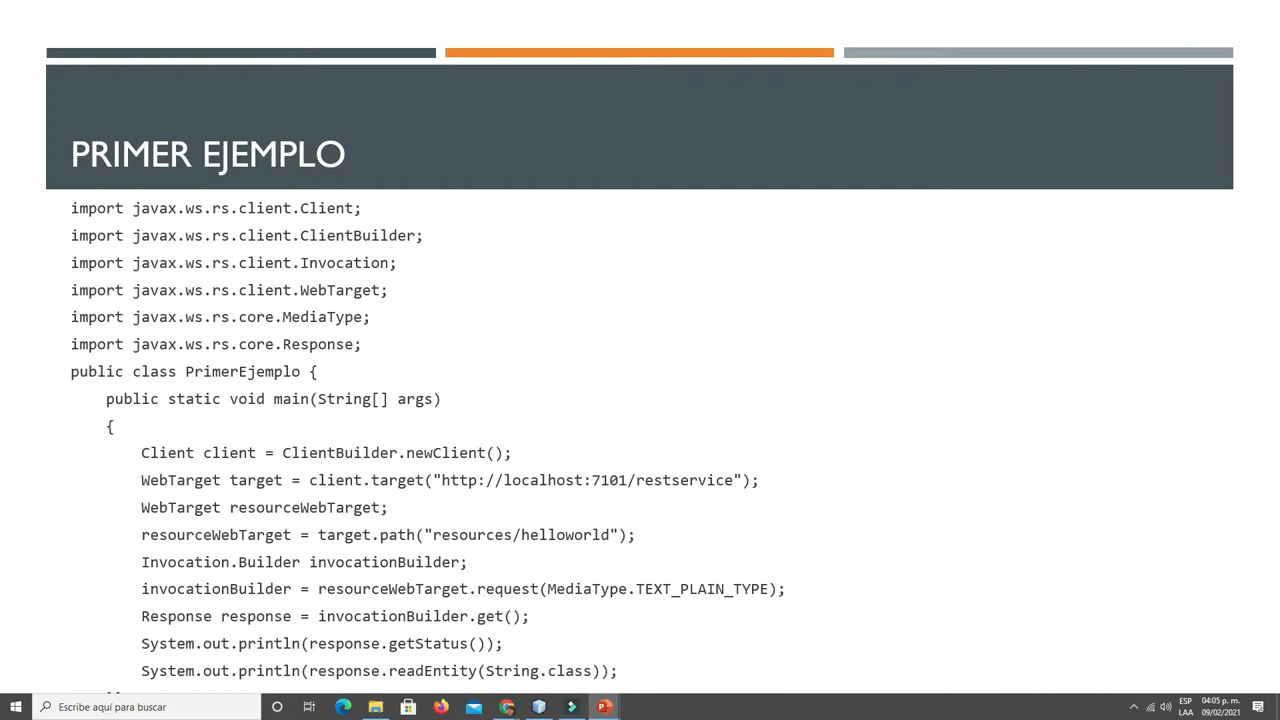 PRIMER EJEMPLO
import javax.ws.rs.client.Client;
import javax.ws.rs.client.ClientBuilder;
import javax.ws.rs.client.Invocation;
import javax.ws.rs.client.WebTarget;
import javax.ws.rs.core.MediaType;
import javax.ws.rs.core.Response;
public class PrimerEjemplo {
public static void main(String[] args)
{
Client client = ClientBuilder.newClient();
WebTarget target = client.target("http://localhost:7101/restservice");
WebTarget resourceWebTarget;
resourceWebTarget = target.path("resources/helloworld");
Invocation.Builder invocationBuilder;
invocationBuilder = resourceWebTarget.request(MediaType.TEXT_PLAIN_TYPE);
Response response = invocationBuilder.get();
System.out.println(response.getStatus());
System.out.println(response.readEntity(String.class));
Escribe aquí para buscar
ESP 04:05 p. m.
LAA 09/02/2021